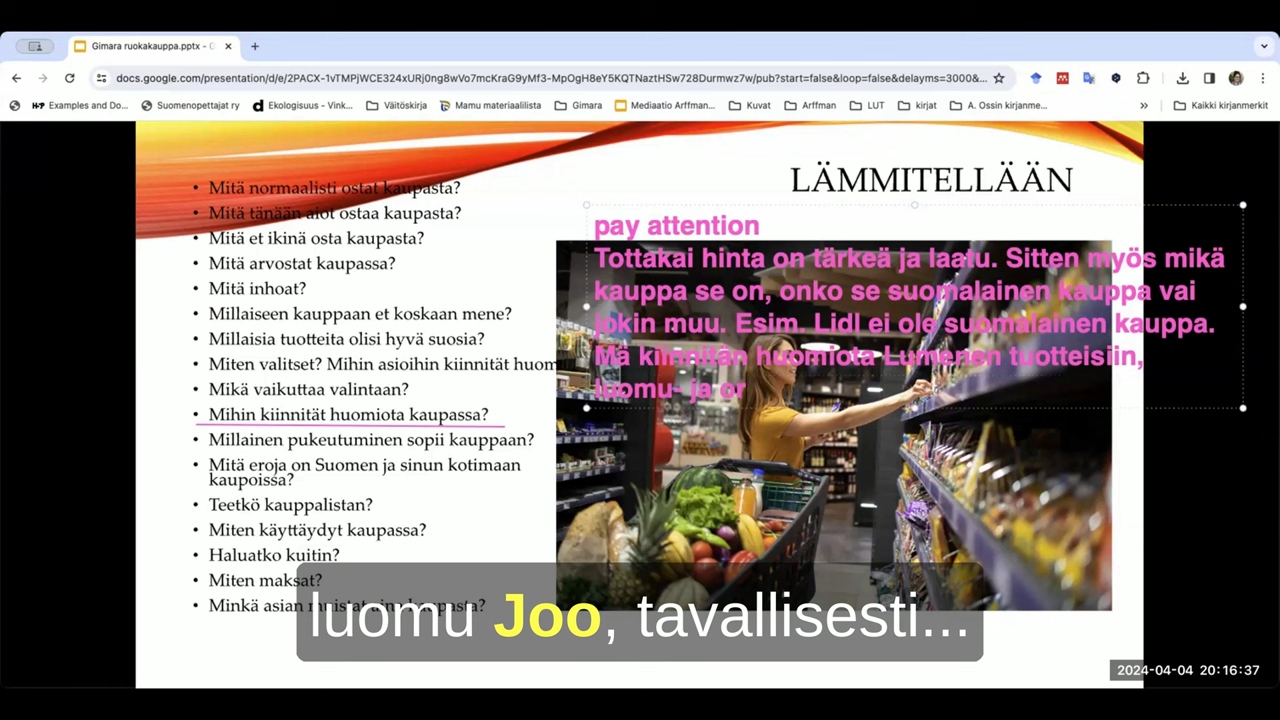 Gimara ruokakauppa.pptx - G
docs.google.com/presentation/d/e/2PACX-1vTMPjWCE324xURj0ng8wVo7mcKraG9yMf3-MpOgH8eY5KQTNaztHSw728Durmwz7w/pub?start=false&loop=false&delayms=3000&...
Examples and Do...
Suomenopettajat ry
Ekologisuus - Vink...
Väitöskirja
Mamu materiaalilista
Gimara
Mediaatio Arffman...
Kuvat
Arffman
LUT
kirjat
A. Ossin kirjanme...
»
Kaikki kirjanmerkit
LÄMMITELLÄÄN
• Mitä normaalisti ostat kaupasta?
• Mitä tänään aiot ostaa kaupasta?
• Mitä et ikinä osta kaupasta?
• Mitä arvostat kaupassa?
• Mitä inhoat?
• Millaiseen kauppaan et koskaan mene?
• Millaisia tuotteita olisi hyvä suosia?
• Miten valitset? Mihin asioihin kiinnität huom
• Mikä vaikuttaa valintaan?
• Mihin kiinnität huomiota kaupassa?
• Millainen pukeutuminen sopii kauppaan?
• Mitä eroja on Suomen ja sinun kotimaan
kaupoissa?
• Teetkö kauppalistan?
• Miten käyttäydyt kaupassa?
• Haluatko kuitin?
• Miten maksat?
• Minkä asian muistat aina kaupasta?
pay attention
Tottakai hinta on tärkeä ja laatu. Sitten myös mikä
kauppa se on, onko se suomalainen kauppa vai
jokin muu. Esim. Lidl ei ole suomalainen kauppa.
Mä kiinnitän huomiota Lumenen tuotteisiin,
luomu- ja or
luomu Joo, tavallisesti...
2024-04-04 20:16:37